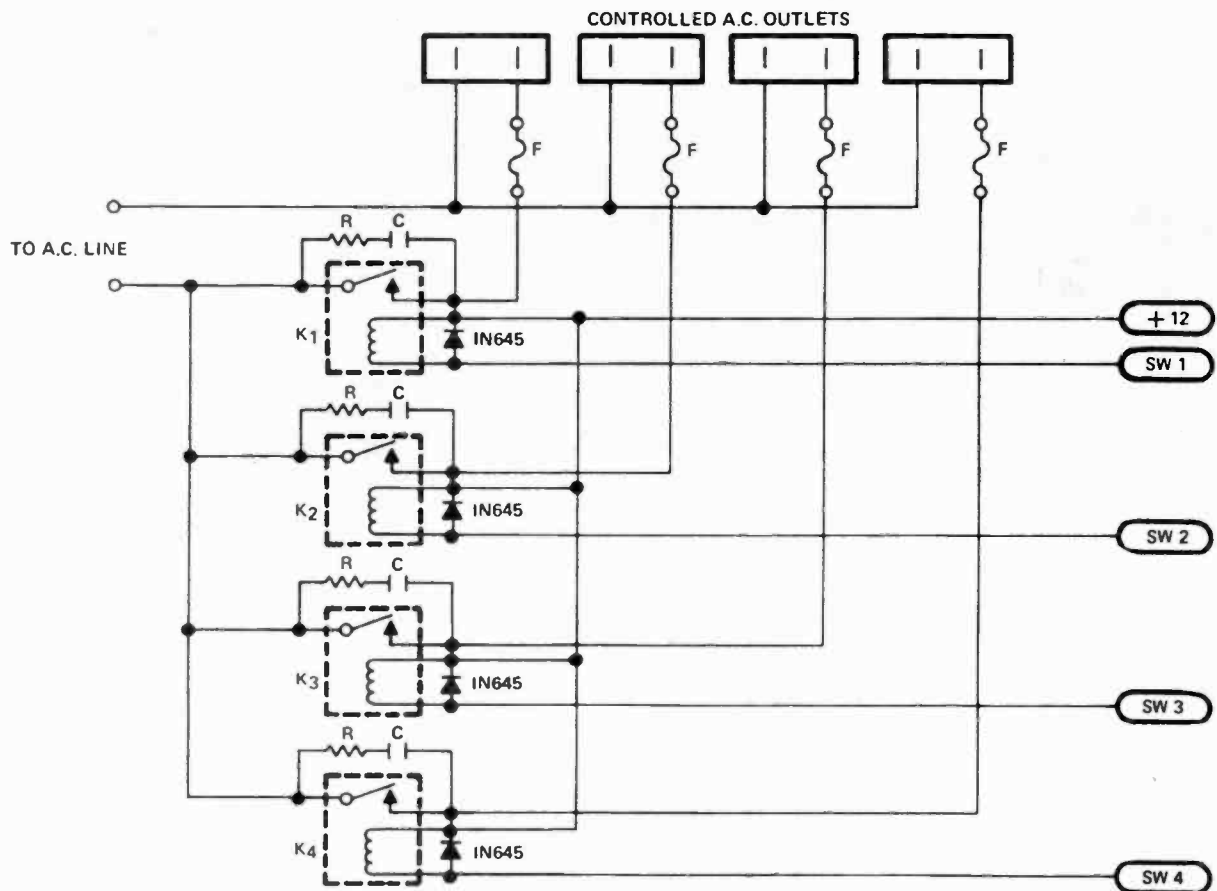 CONTROLLED A.C. OUTLETS
F
F
F
F
TO A.C. LINE
R
C
K1
IN645
+ 12
SW 1
R
C
K2
IN645
SW 2
R
C
K3
IN645
SW 3
R
C
K4
IN645
SW 4